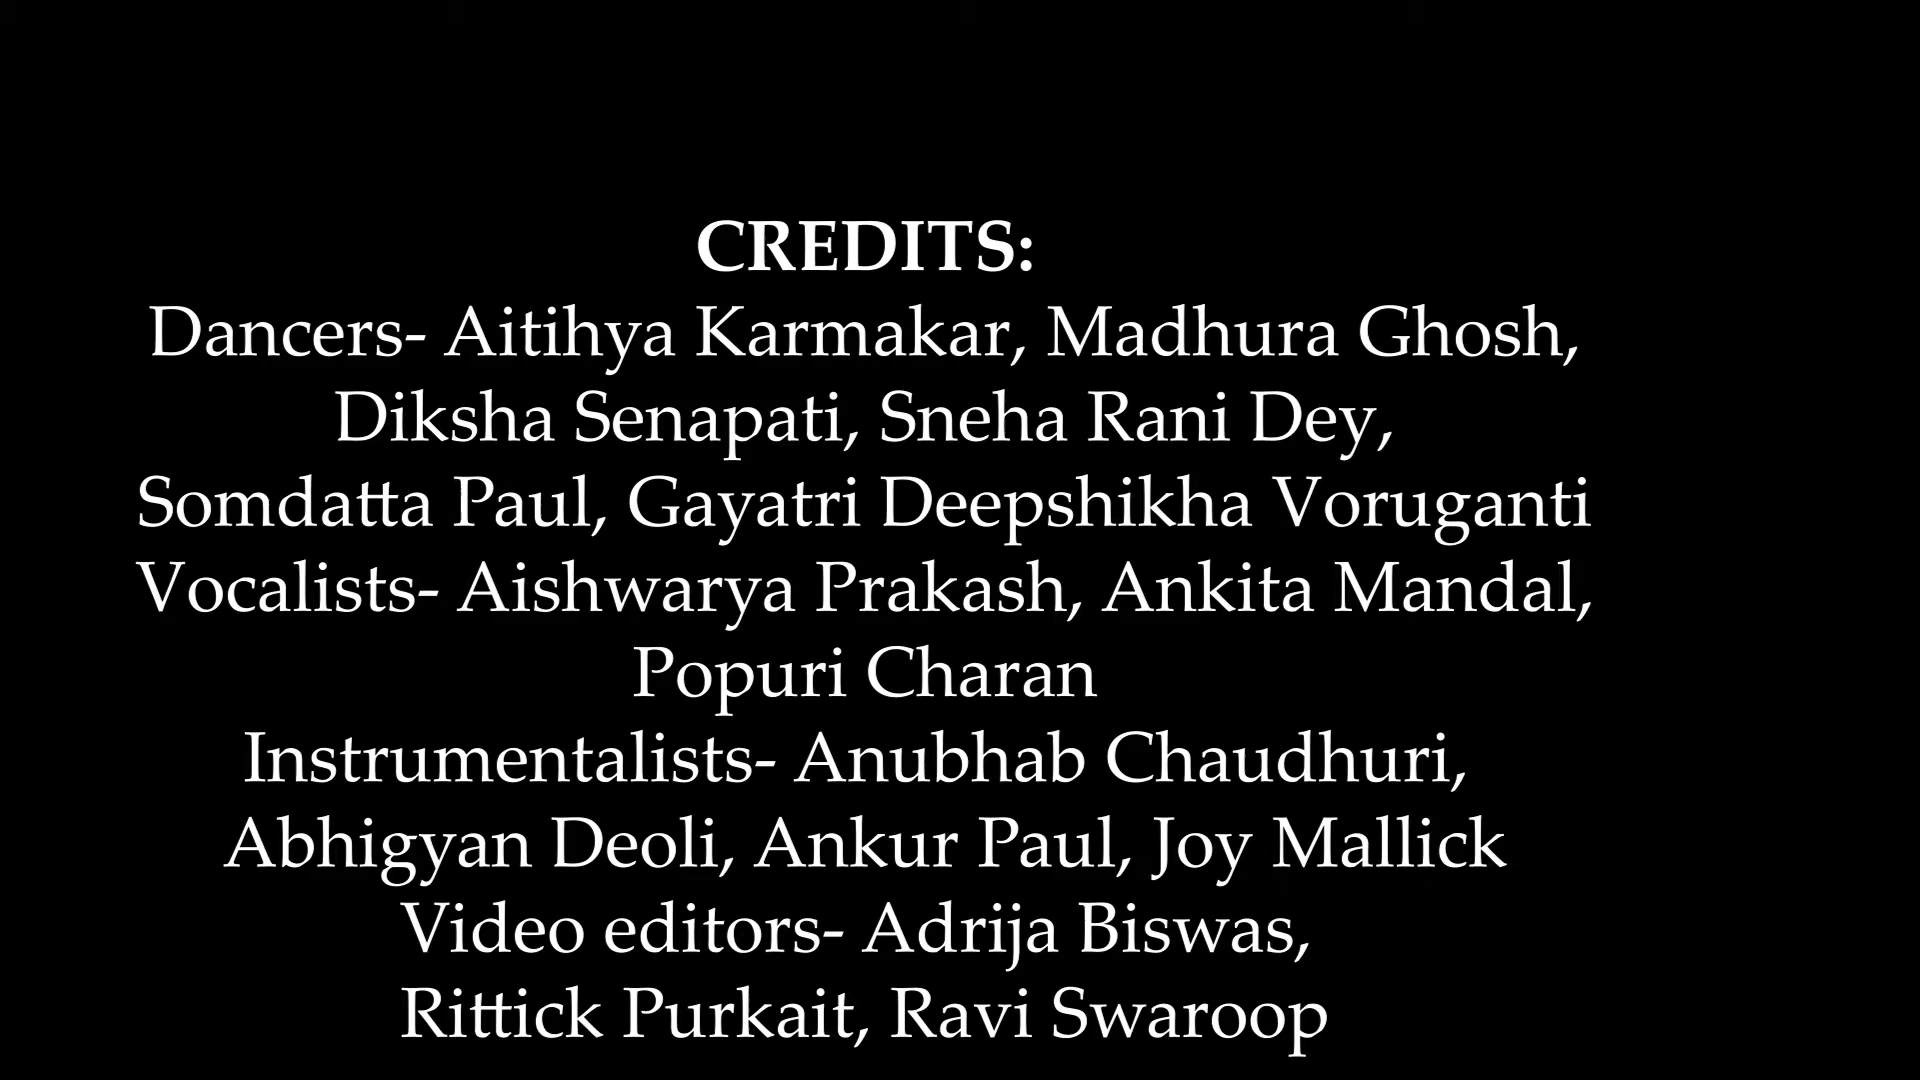 CREDITS:
Dancers- Aitihya Karmakar, Madhura Ghosh,
Diksha Senapati, Sneha Rani Dey,
Somdatta Paul, Gayatri Deepshikha Voruganti
Vocalists- Aishwarya Prakash, Ankita Mandal,
Popuri Charan
Instrumentalists- Anubhab Chaudhuri,
Abhigyan Deoli, Ankur Paul, Joy Mallick
Video editors- Adrija Biswas,
Rittick Purkait, Ravi Swaroop